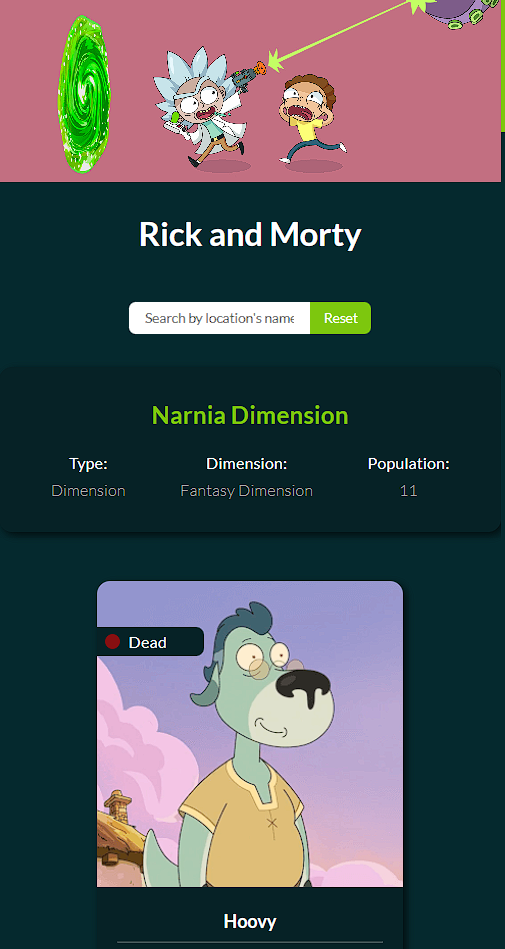 Rick and Morty
Search by location's name
Reset
Narnia Dimension
Type: Dimension: Population:
Dimension Fantasy Dimension 11
Dead
Hoovy